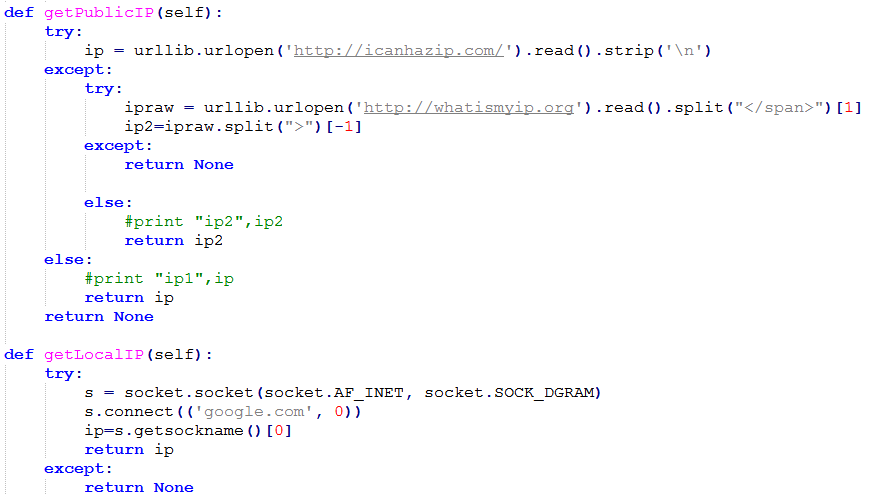 def getPublicIP(self):
    try:
        ip = urllib.urlopen('http://icanhazip.com/').read().strip('\n')
    except:
        try:
            ipraw = urllib.urlopen('http://whatismyip.org').read().split("</span>")[1]
            ip2=ipraw.split(">")[-1]
        except:
            return None

        else:
            #print "ip2",ip2
            return ip2
    else:
        #print "ip1",ip
        return ip
    return None

def getLocalIP(self):
    try:
        s = socket.socket(socket.AF_INET, socket.SOCK_DGRAM)
        s.connect(('google.com', 0))
        ip=s.getsockname()[0]
        return ip
    except:
        return None